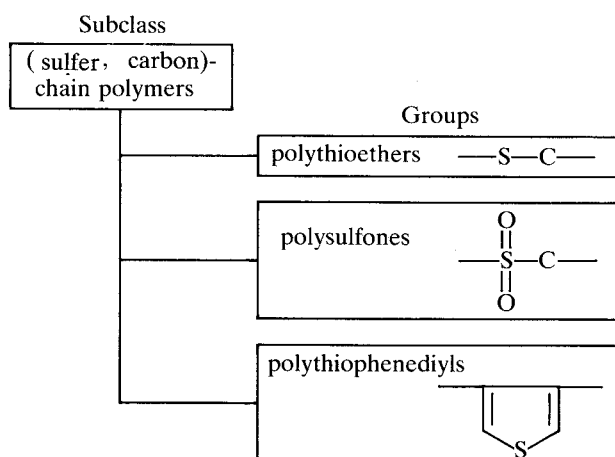 Subclass
(sulfer, carbon)-
chain polymers
Groups
polythioethers —S—C—
polysulfones
O
—S—C—
O
polythiophenediyls
S